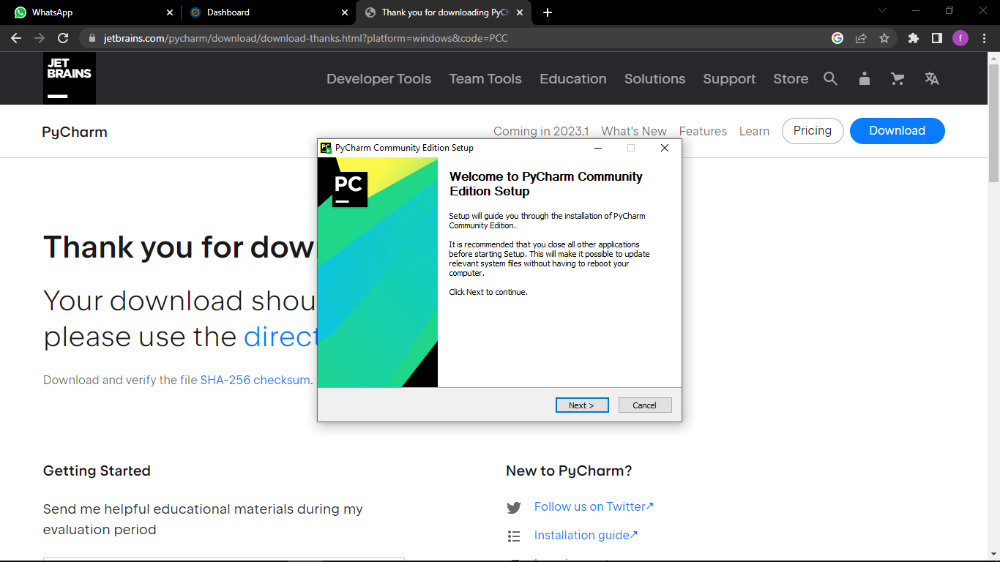 WhatsApp
Dashboard
Thank you for downloading PyCh
jetbrains.com/pycharm/download/download-thanks.html?platform=windows&code=PCC
f
JET
BRAINS
Developer Tools
Team Tools
Education
Solutions
Support
Store
PyCharm
Coming in 2023.1
What's New
Features
Learn
Pricing
Download
PC
PyCharm Community Edition Setup
PC
Welcome to PyCharm Community
Edition Setup
Setup will guide you through the installation of PyCharm
Community Edition.
It is recommended that you close all other applications
before starting Setup. This will make it possible to update
relevant system files without having to reboot your
computer.
Click Next to continue.
Next >
Cancel
Thank you for dow
Your download shou
please use the direct
Download and verify the file SHA-256 checksum.
Getting Started
Send me helpful educational materials during my
evaluation period
New to PyCharm?
Follow us on Twitter↗
Installation guide↗